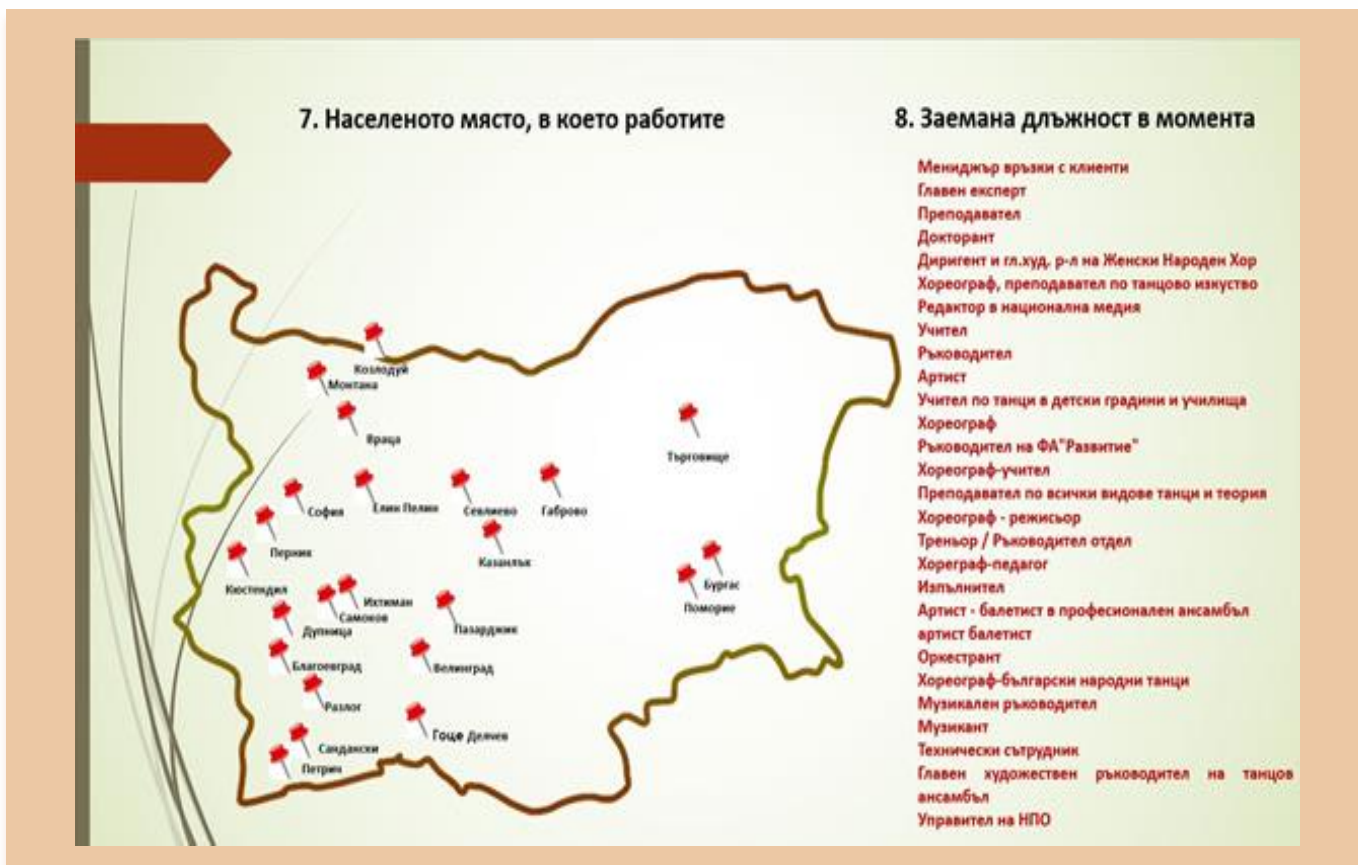 7. Населеното място, в което работите
Козлодуй
Монтана
Враца
Търговище
София
Елин Пелин
Севлиево
Габрово
Перник
Казанлък
Кюстендил
Бургас
Ихтиман
Поморие
Самоков
Дупница
Пазарджик
Благоевград
Велинград
Разлог
Гоце Делчев
Сандански
Петрич
8. Заемана длъжност в момента
Мениджър връзки с клиенти
Главен експерт
Преподавател
Докторант
Диригент и гл.худ. р-л на Женски Народен Хор
Хореограф, преподавател по танцово изкуство
Редактор в национална медия
Учител
Ръководител
Артист
Учител по танци в детски градини и училища
Хореограф
Ръководител на ФА"Развитие"
Хореограф-учител
Преподавател по всички видове танци и теория
Хореограф - режисьор
Треньор / Ръководител отдел
Хореграф-педагог
Изпълнител
Артист - балетист в професионален ансамбъл
артист балетист
Оркестрант
Хореограф-български народни танци
Музикален ръководител
Музикант
Технически сътрудник
Главен художествен ръководител на танцов
ансамбъл
Управител на НПО